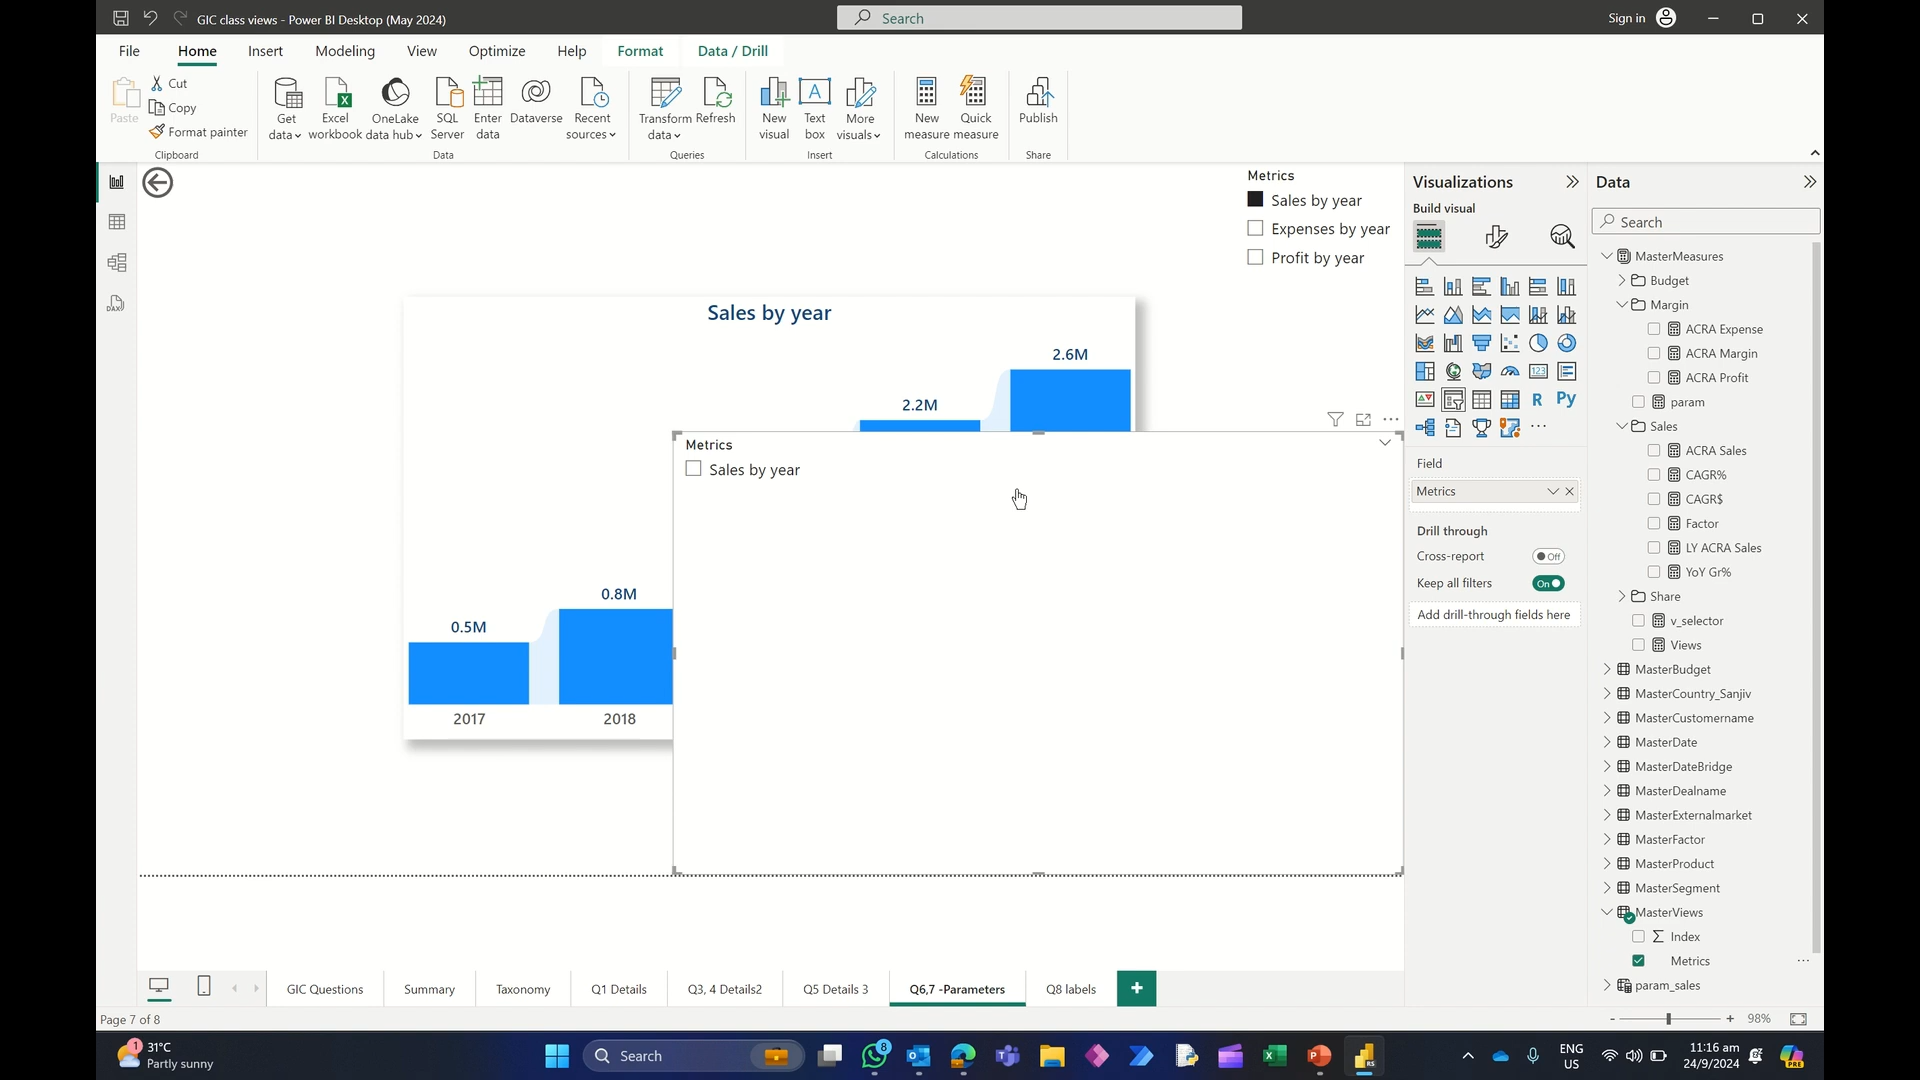 GIC class views - Power BI Desktop (May 2024)
Search
Sign in
File
Home
Insert
Modeling
View
Optimize
Help
Format
Data / Drill
Paste
Cut
Copy
Format painter
Clipboard
Get data
Excel workbook
OneLake data hub
SQL Server
Enter data
Dataverse
Recent sources
Data
Transform data
Refresh
Queries
New visual
Text box
More visuals
Insert
New measure
Quick measure
Calculations
Publish
Share
Metrics
Sales by year
Expenses by year
Profit by year
Sales by year
2.6M
2.2M
0.8M
0.5M
2017
2018
Metrics
Sales by year
Visualizations
Build visual
123
R
Py
Field
Metrics
Drill through
Cross-report
Off
Keep all filters
On
Add drill-through fields here
Data
Search
MasterMeasures
Budget
Margin
ACRA Expense
ACRA Margin
ACRA Profit
param
Sales
ACRA Sales
CAGR%
CAGR$
Factor
LY ACRA Sales
YoY Gr%
Share
v_selector
Views
MasterBudget
MasterCountry_Sanjiv
MasterCustomername
MasterDate
MasterDateBridge
MasterDealname
MasterExternalmarket
MasterFactor
MasterProduct
MasterSegment
MasterViews
Index
Metrics
param_sales
GIC Questions
Summary
Taxonomy
Q1 Details
Q3, 4 Details2
Q5 Details 3
Q6,7 -Parameters
Q8 labels
Page 7 of 8
98%
1
31°C
Partly sunny
Search
8
ENG
US
11:16 am
24/9/2024
PRE